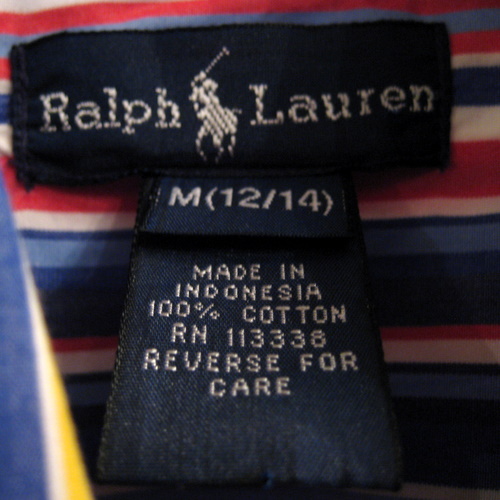 Ralph Lauren
M(12/14)
MADE IN
INDONESIA
100% COTTON
RN 113338
REVERSE FOR
CARE